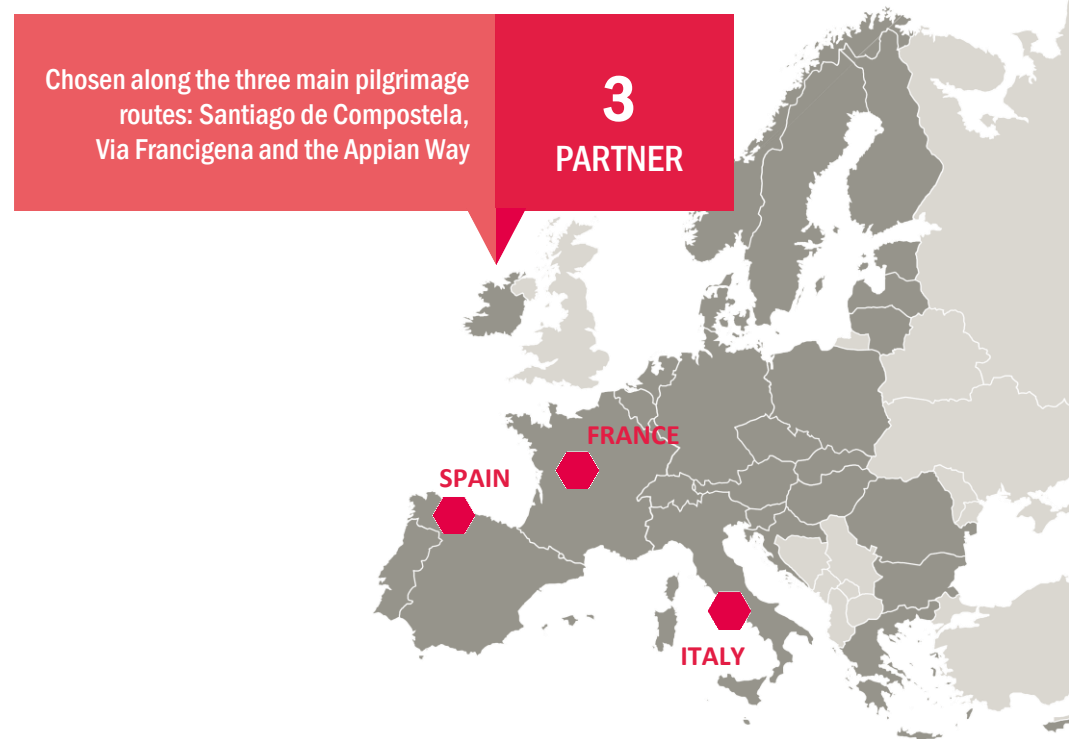 Chosen along the three main pilgrimage
routes: Santiago de Compostela,
Via Francigena and the Appian Way
3
PARTNER
FRANCE
SPAIN
ITALY